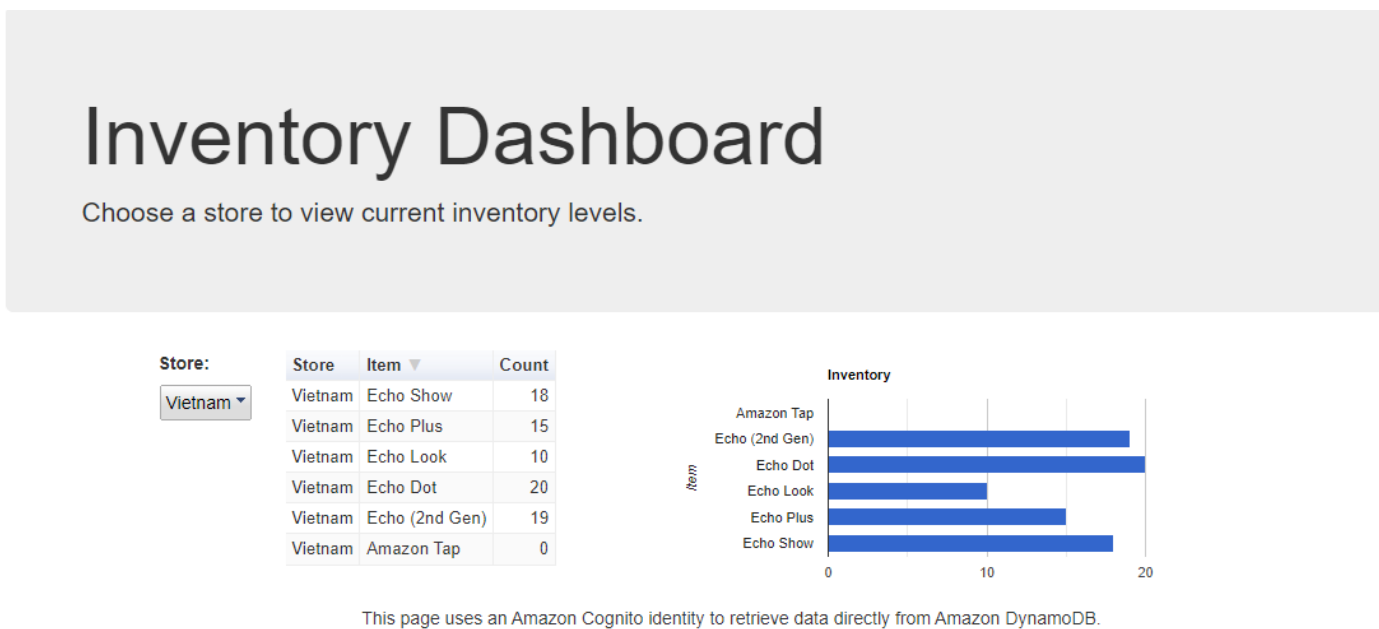 Inventory Dashboard
Choose a store to view current inventory levels.
Store:
Vietnam
Store Item Count
Vietnam Echo Show 18
Vietnam Echo Plus 15
Vietnam Echo Look 10
Vietnam Echo Dot 20
Vietnam Echo (2nd Gen) 19
Vietnam Amazon Tap 0
Inventory
Item
Amazon Tap
Echo (2nd Gen)
Echo Dot
Echo Look
Echo Plus
Echo Show
0 10 20
This page uses an Amazon Cognito identity to retrieve data directly from Amazon DynamoDB.